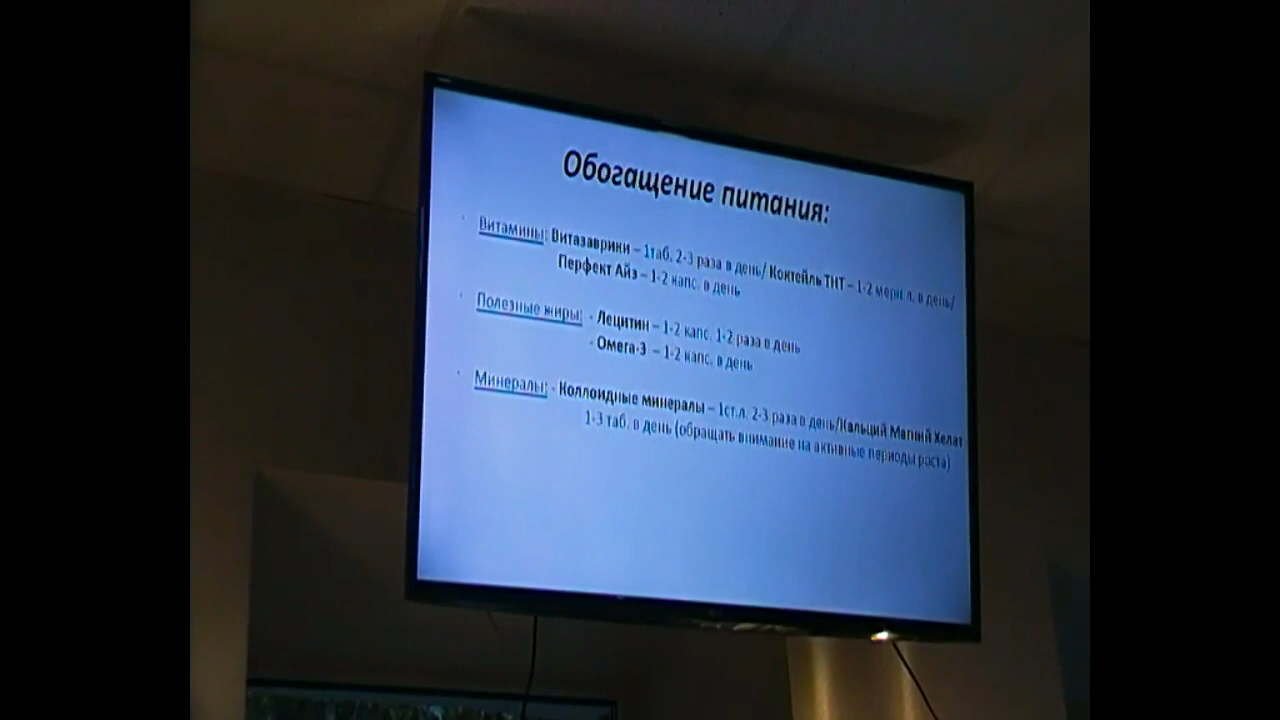 Обогащение питания:
Витамины: Витазаврики – 1таб. 2-3 раза в день/ Коктейль ТНТ – 1-2 мерн.л. в день/
Перфект Айз – 1-2 капс. в день
Полезные жиры: - Лецитин – 1-2 капс. 1-2 раза в день
- Омега-3 – 1-2 капс. в день
Минералы: - Коллоидные минералы – 1ст.л. 2-3 раза в день/Кальций Магний Хелат
1-3 таб. в день (обращать внимание на активные периоды роста)